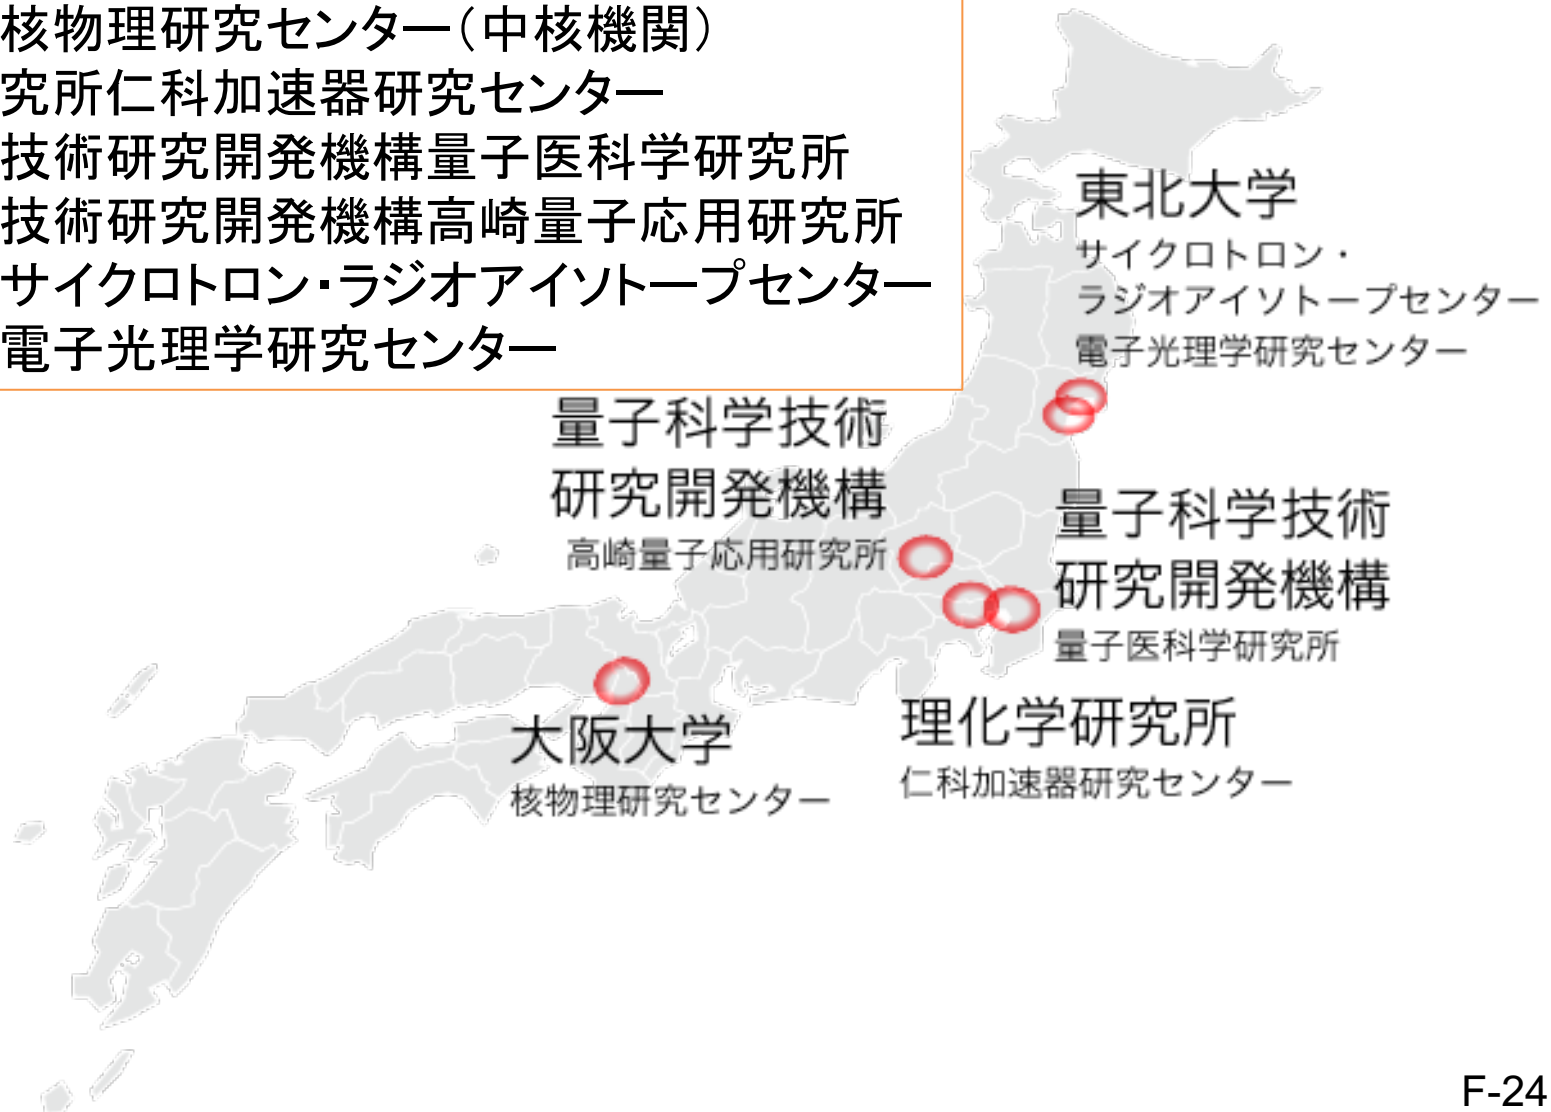 核物理研究センター（中核機関）
究所仁科加速器研究センター
技術研究開発機構量子医科学研究所
技術研究開発機構高崎量子応用研究所
サイクロトロン・ラジオアイソトープセンター
電子光理学研究センター
東北大学
サイクロトロン・
ラジオアイソトープセンター
電子光理学研究センター
量子科学技術
研究開発機構
高崎量子応用研究所
量子科学技術
研究開発機構
量子医科学研究所
大阪大学
核物理研究センター
理化学研究所
仁科加速器研究センター
F-24